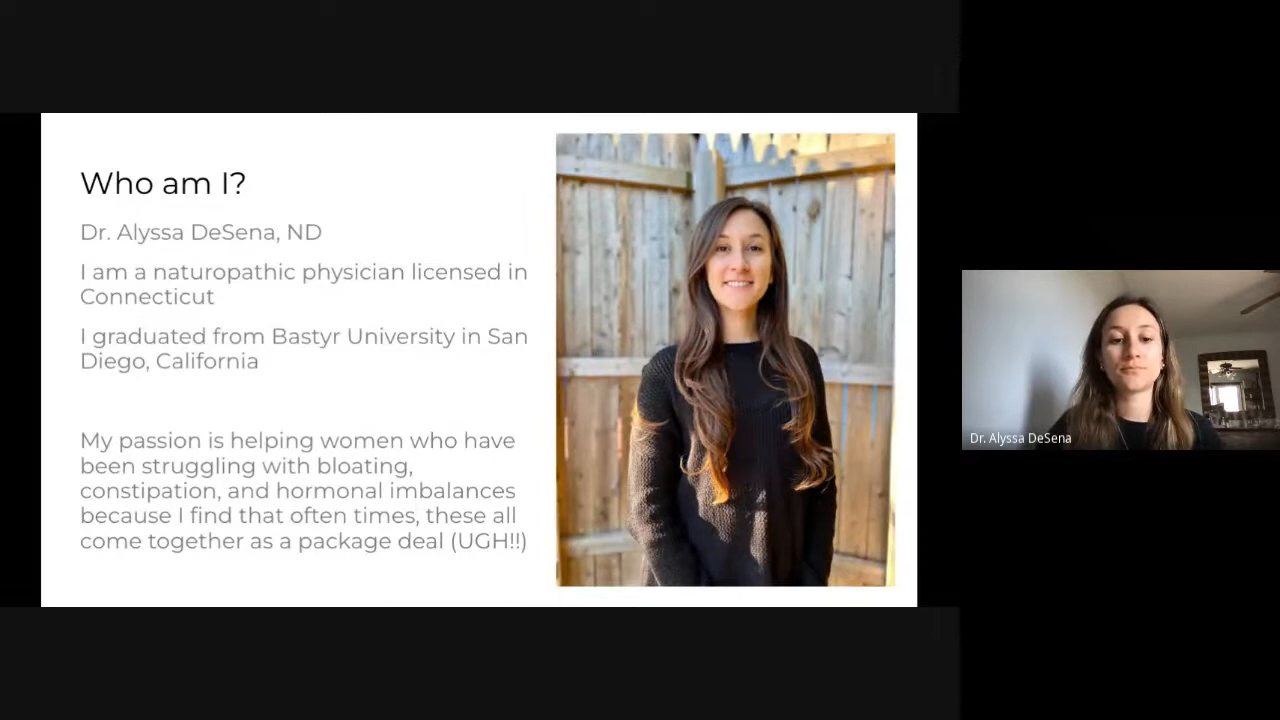 Who am I?
Dr. Alyssa DeSena, ND
I am a naturopathic physician licensed in
Connecticut
I graduated from Bastyr University in San
Diego, California
My passion is helping women who have
been struggling with bloating,
constipation, and hormonal imbalances
because I find that often times, these all
come together as a package deal (UGH!!)
Dr. Alyssa DeSena